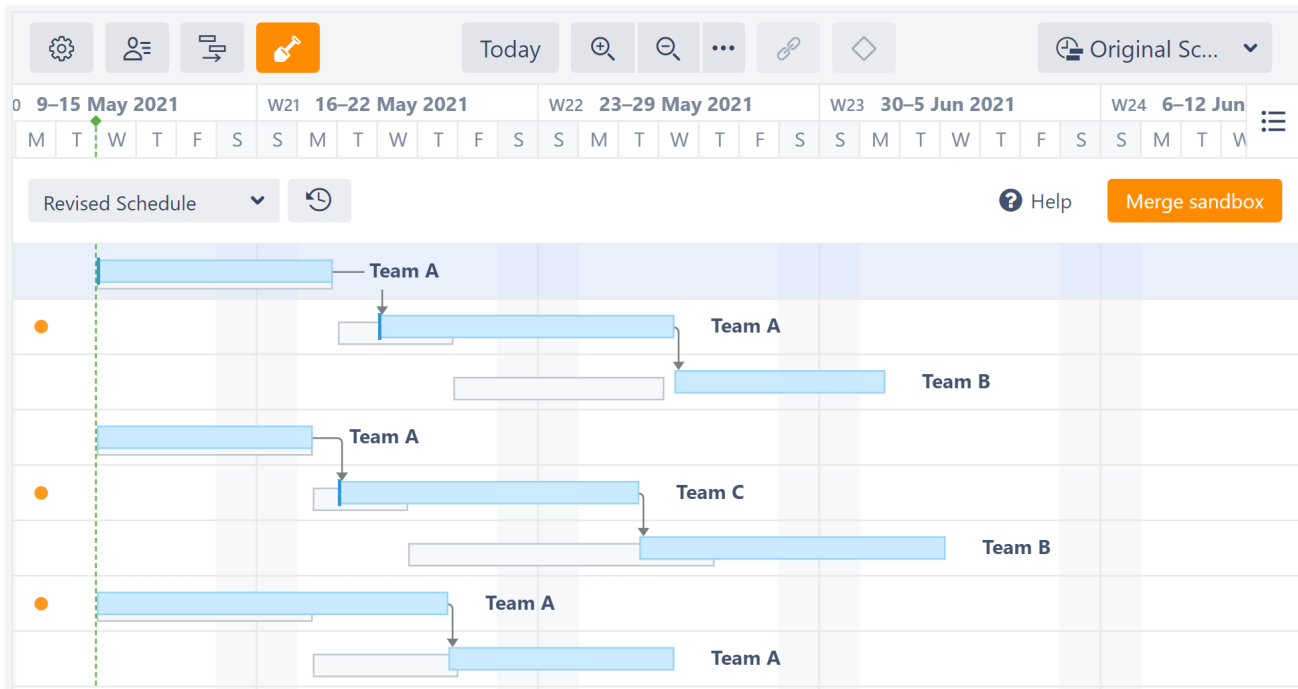 Today
Original Sc...
0 9–15 May 2021 W21 16–22 May 2021 W22 23–29 May 2021 W23 30–5 Jun 2021 W24 6–12 Jun
M T W T F S S M T W T F S S M T W T F S S M T W T F S S M T W
Revised Schedule
Help
Merge sandbox
Team A
Team A
Team B
Team A
Team C
Team B
Team A
Team A